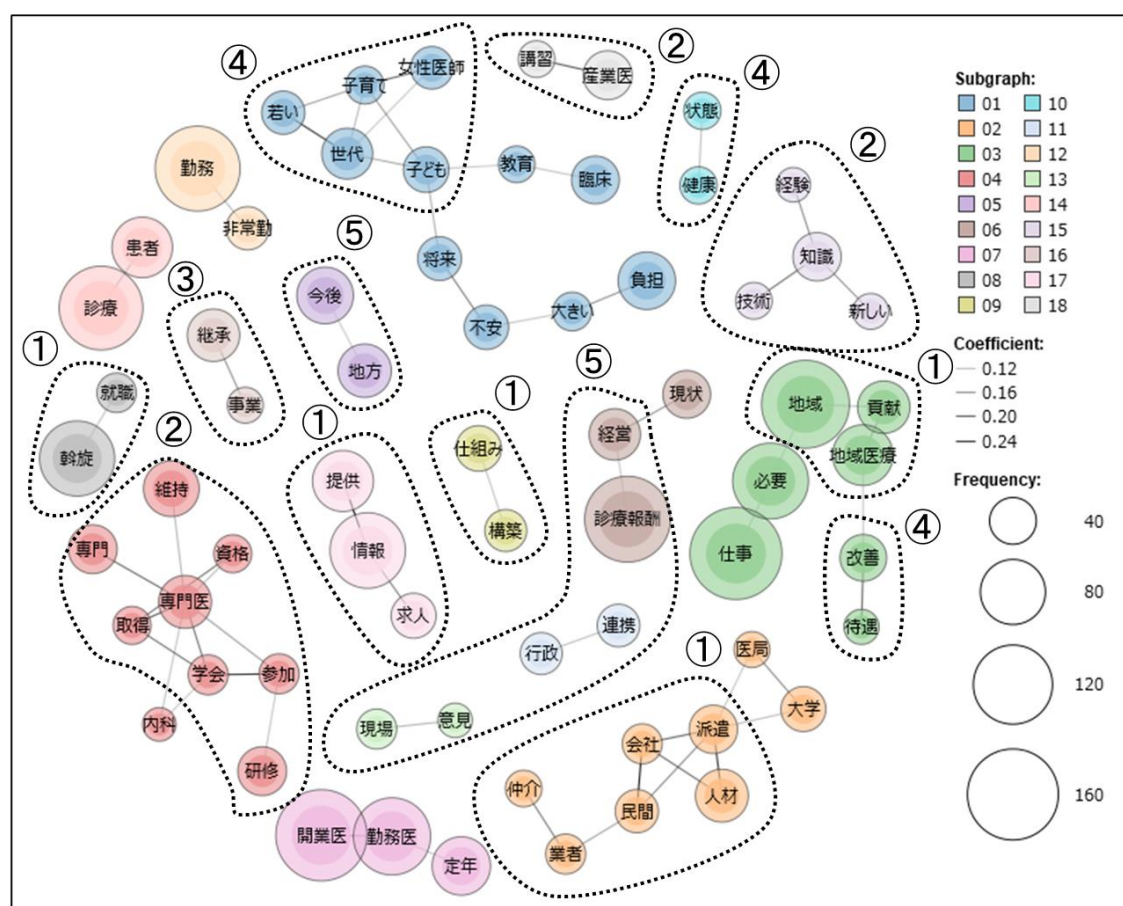 ④
女性医師
子育て
若い
世代
子ども
教育
臨床
将来
不安
大きい
負担
②
講習
産業医
④
状態
健康
②
経験
知識
技術
新しい
勤務
非常勤
患者
診療
③
継承
事業
⑤
今後
地方
①
就職
斡旋
②
維持
専門
資格
専門医
取得
学会
参加
内科
研修
①
提供
情報
求人
①
仕組み
構築
⑤
現状
経営
診療報酬
連携
行政
意見
現場
①
地域
貢献
地域医療
必要
仕事
④
改善
待遇
①
医局
大学
派遣
会社
人材
仲介
民間
業者
開業医
勤務医
定年
Subgraph:
01 10
02 11
03 12
04 13
05 14
06 15
07 16
08 17
09 18
Coefficient:
0.12
0.16
0.20
0.24
Frequency:
40
80
120
160